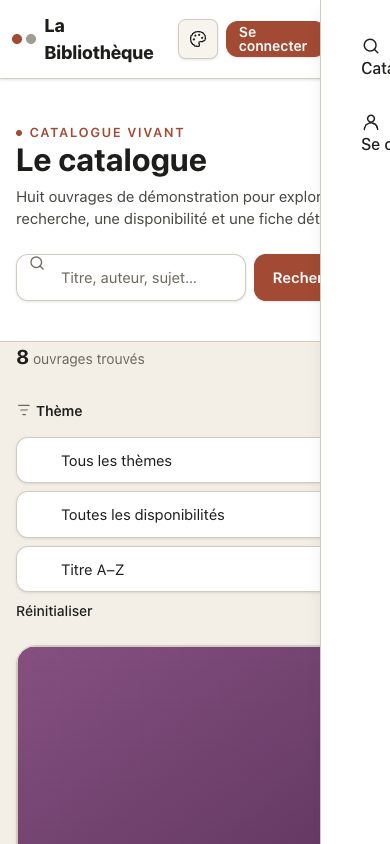 La
Bibliothèque
Se
connecter
CATALOGUE VIVANT
Le catalogue
Huit ouvrages de démonstration pour explor
recherche, une disponibilité et une fiche dét
Titre, auteur, sujet...
Recher
8 ouvrages trouvés
Thème
Tous les thèmes
Toutes les disponibilités
Titre A–Z
Réinitialiser
Cata
Se c